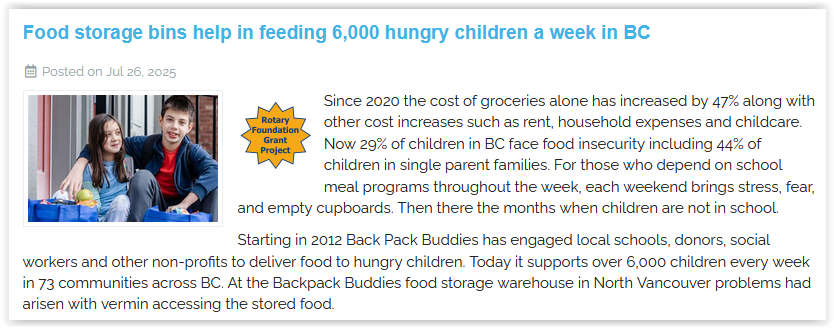 Food storage bins help in feeding 6,000 hungry children a week in BC
Posted on Jul 26, 2025
Rotary
Foundation
Grant
Project
Since 2020 the cost of groceries alone has increased by 47% along with
other cost increases such as rent, household expenses and childcare.
Now 29% of children in BC face food insecurity including 44% of
children in single parent families. For those who depend on school
meal programs throughout the week, each weekend brings stress, fear,
and empty cupboards. Then there the months when children are not in school.
Starting in 2012 Back Pack Buddies has engaged local schools, donors, social
workers and other non-profits to deliver food to hungry children. Today it supports over 6,000 children every week
in 73 communities across BC. At the Backpack Buddies food storage warehouse in North Vancouver problems had
arisen with vermin accessing the stored food.